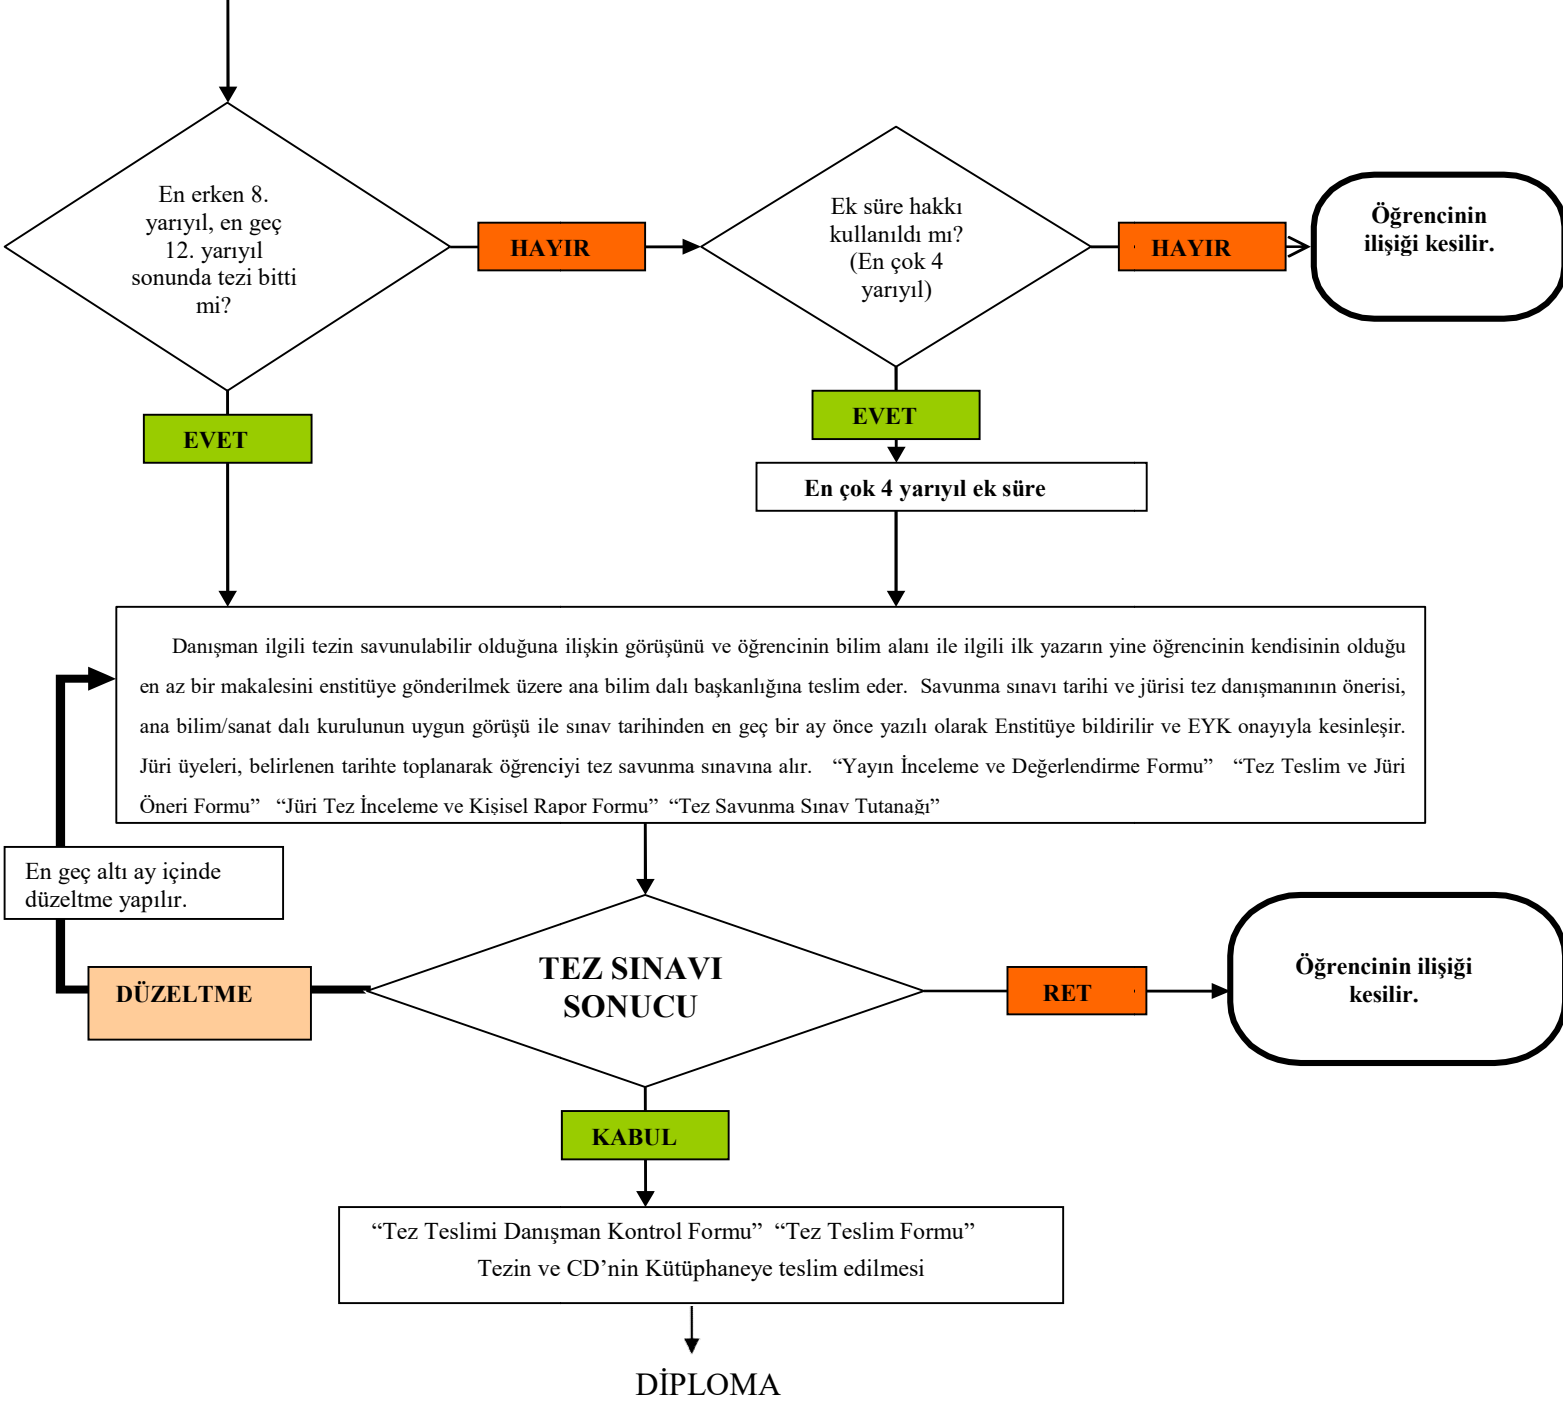 En erken 8.
yarıyıl, en geç
12. yarıyıl
sonunda tezi bitti
mi?
HAYIR
Ek süre hakkı
kullanıldı mı?
(En çok 4
yarıyıl)
HAYIR
Öğrencinin
ilişiği kesilir.
EVET
EVET
En çok 4 yarıyıl ek süre
Danışman ilgili tezin savunulabilir olduğuna ilişkin görüşünü ve öğrencinin bilim alanı ile ilgili ilk yazarın yine öğrencinin kendisinin olduğu
en az bir makalesini enstitüye gönderilmek üzere ana bilim dalı başkanlığına teslim eder. Savunma sınavı tarihi ve jürisi tez danışmanının önerisi,
ana bilim/sanat dalı kurulunun uygun görüşü ile sınav tarihinden en geç bir ay önce yazılı olarak Enstitüye bildirilir ve EYK onayıyla kesinleşir.
Jüri üyeleri, belirlenen tarihte toplanarak öğrenciyi tez savunma sınavına alır. “Yayın İnceleme ve Değerlendirme Formu” “Tez Teslim ve Jüri
Öneri Formu” “Jüri Tez İnceleme ve Kişisel Rapor Formu” “Tez Savunma Sınav Tutanağı”
En geç altı ay içinde
düzeltme yapılır.
DÜZELTME
TEZ SINAVI
SONUCU
RET
Öğrencinin ilişiği
kesilir.
KABUL
“Tez Teslimi Danışman Kontrol Formu” “Tez Teslim Formu”
Tezin ve CD’nin Kütüphaneye teslim edilmesi
DİPLOMA